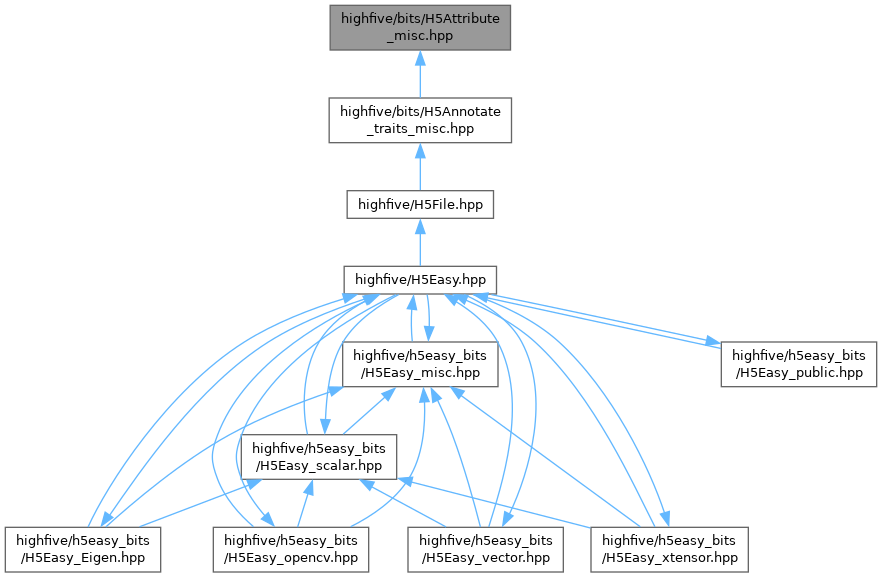 highfive/bits/H5Attribute
_misc.hpp
highfive/bits/H5Annotate
_traits_misc.hpp
highfive/H5File.hpp
highfive/H5Easy.hpp
highfive/h5easy_bits
/H5Easy_misc.hpp
highfive/h5easy_bits
/H5Easy_public.hpp
highfive/h5easy_bits
/H5Easy_scalar.hpp
highfive/h5easy_bits
/H5Easy_Eigen.hpp
highfive/h5easy_bits
/H5Easy_opencv.hpp
highfive/h5easy_bits
/H5Easy_vector.hpp
highfive/h5easy_bits
/H5Easy_xtensor.hpp